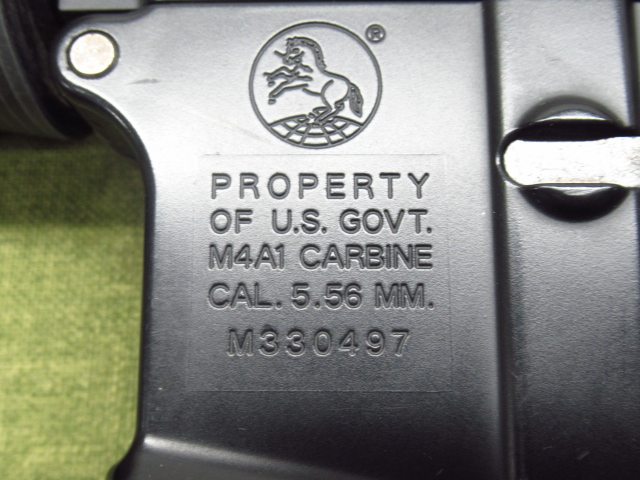 ®
PROPERTY
OF U.S. GOVT.
M4A1 CARBINE
CAL. 5.56 MM.
M330497